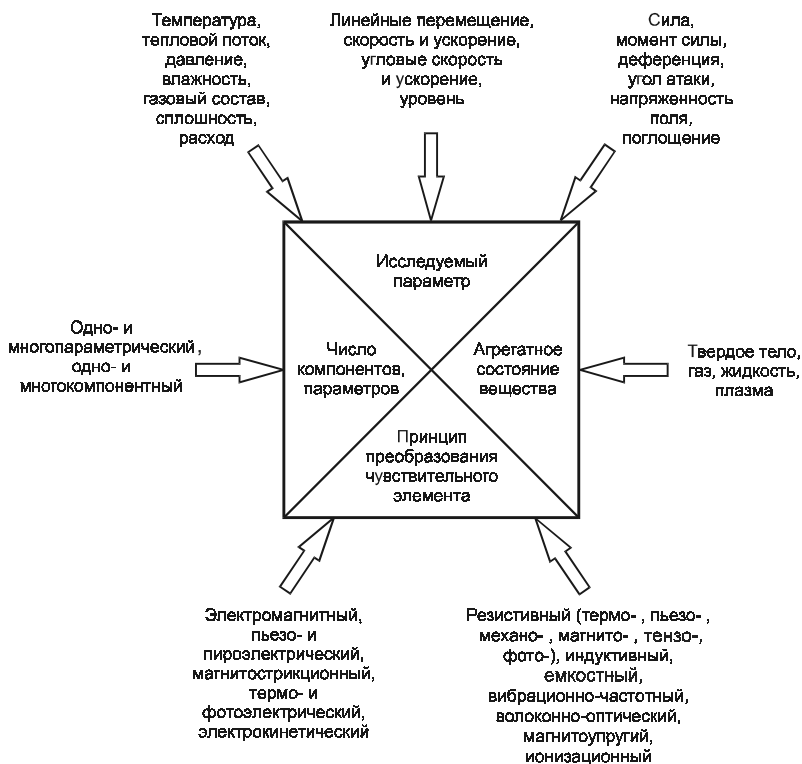 Температура,
тепловой поток,
давление,
влажность,
газовый состав,
сплошность,
расход
Линейные перемещение,
скорость и ускорение,
угловые скорость
и ускорение,
уровень
Сила,
момент силы,
деференция,
угол атаки,
напряженность
поля,
поглощение
Исследуемый
параметр
Одно- и
многопараметрический,
одно- и
многокомпонентный
Число
компонентов,
параметров
Агрегатное
состояние
вещества
Твердое тело,
газ, жидкость,
плазма
Принцип
преобразования
чувствительного
элемента
Электромагнитный,
пьезо- и
пироэлектрический,
магнитострикционный,
термо- и
фотоэлектрический,
электрокинетический
Резистивный (термо- , пьезо- ,
механо- , магнито- , тензо-,
фото-), индуктивный,
емкостный,
вибрационно-частотный,
волоконно-оптический,
магнитоупругий,
ионизационный